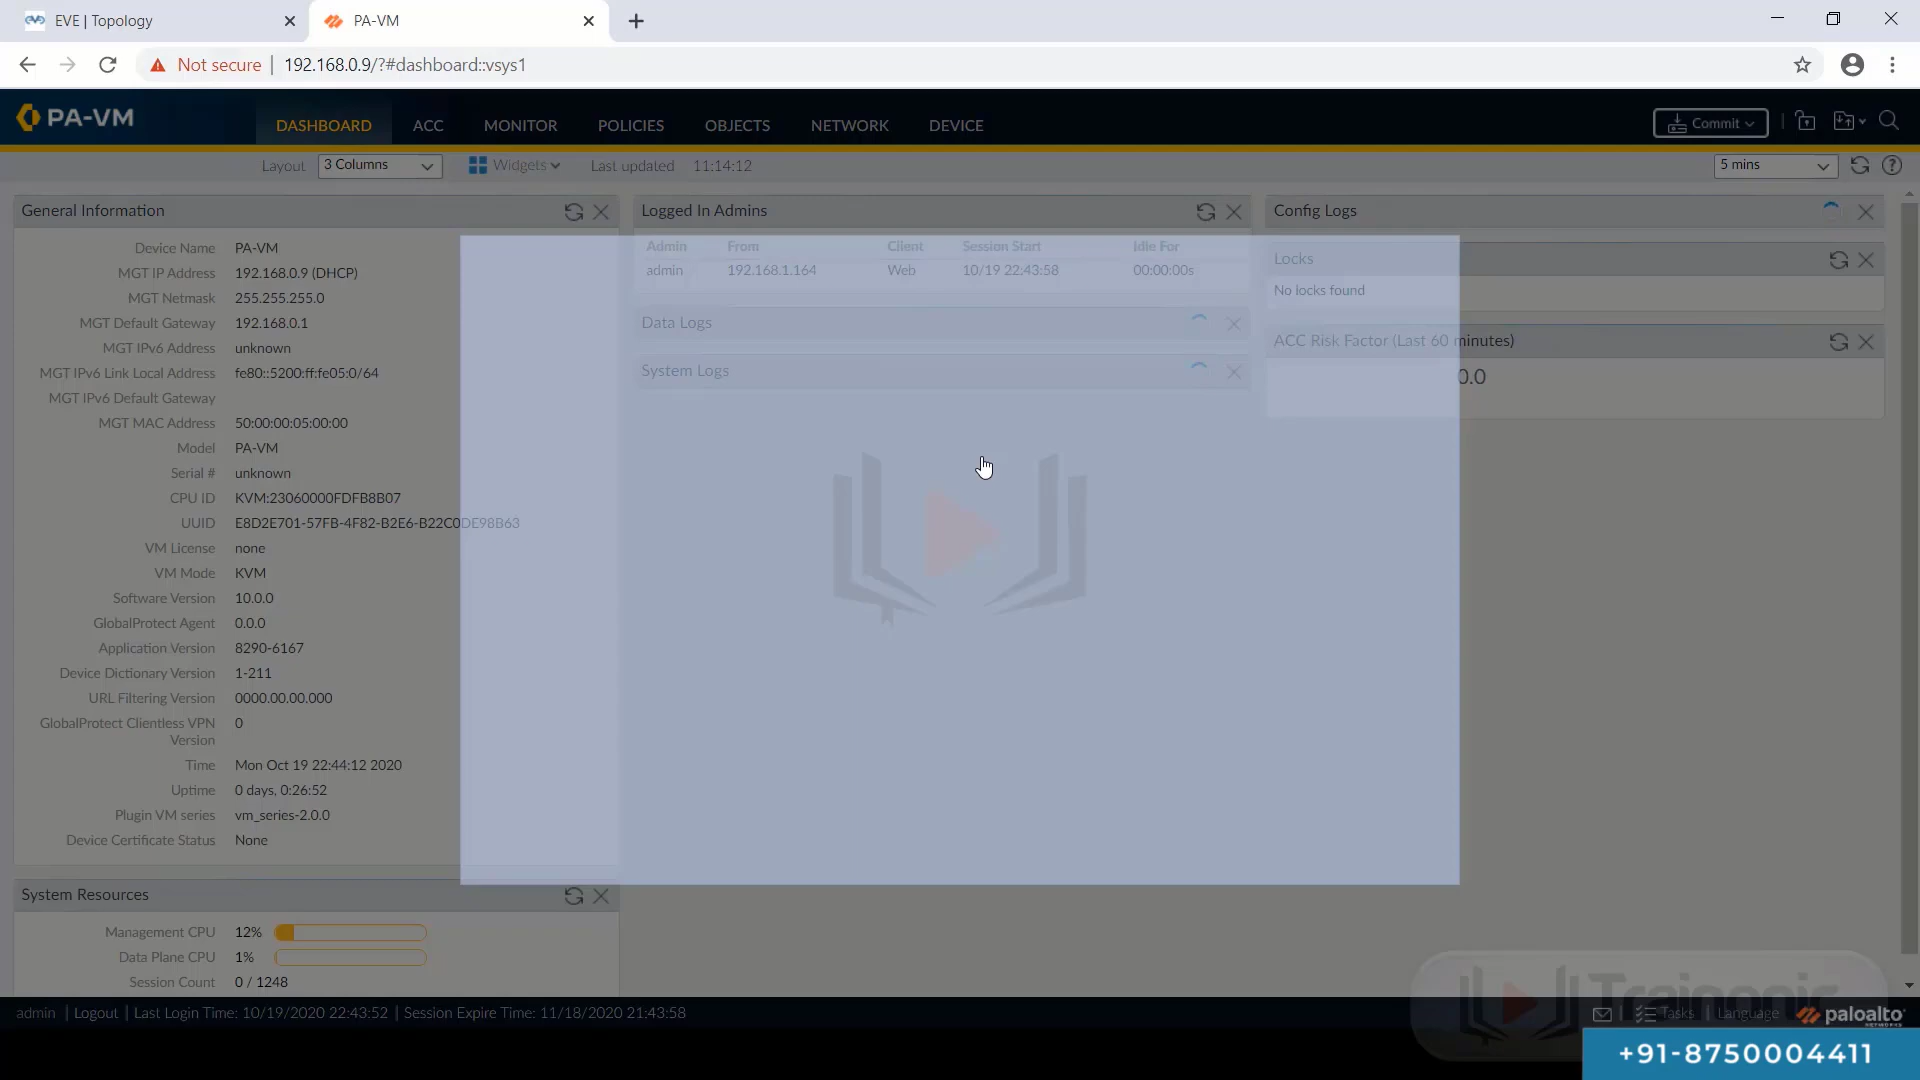 EVE | Topology
PA-VM
Not secure | 192.168.0.9/?#dashboard::vsys1
PA-VM
DASHBOARD ACC MONITOR POLICIES OBJECTS NETWORK DEVICE
Commit
Layout 3 Columns Widgets Last updated 11:14:12
5 mins
General Information
Device Name PA-VM
MGT IP Address 192.168.0.9 (DHCP)
MGT Netmask 255.255.255.0
MGT Default Gateway 192.168.0.1
MGT IPv6 Address unknown
MGT IPv6 Link Local Address fe80::5200:ff:fe05:0/64
MGT IPv6 Default Gateway
MGT MAC Address 50:00:00:05:00:00
Model PA-VM
Serial # unknown
CPU ID KVM:23060000FDFB8B07
UUID E8D2E701-57FB-4F82-B2E6-B22C0DE98B63
VM License none
VM Mode KVM
Software Version 10.0.0
GlobalProtect Agent 0.0.0
Application Version 8290-6167
Device Dictionary Version 1-211
URL Filtering Version 0000.00.00.000
GlobalProtect Clientless VPN 0
Version
Time Mon Oct 19 22:44:12 2020
Uptime 0 days, 0:26:52
Plugin VM series vm_series-2.0.0
Device Certificate Status None
System Resources
Management CPU 12%
Data Plane CPU 1%
Session Count 0 / 1248
Logged In Admins
Admin From Client Session Start Idle For
admin 192.168.1.164 Web 10/19 22:43:58 00:00:00s
Data Logs
System Logs
Config Logs
Locks
No locks found
ACC Risk Factor (Last 60 minutes)
0.0
admin | Logout | Last Login Time: 10/19/2020 22:43:52 | Session Expire Time: 11/18/2020 21:43:58
Tasks | Language
paloalto
NETWORKS
Trainonic
+91-8750004411